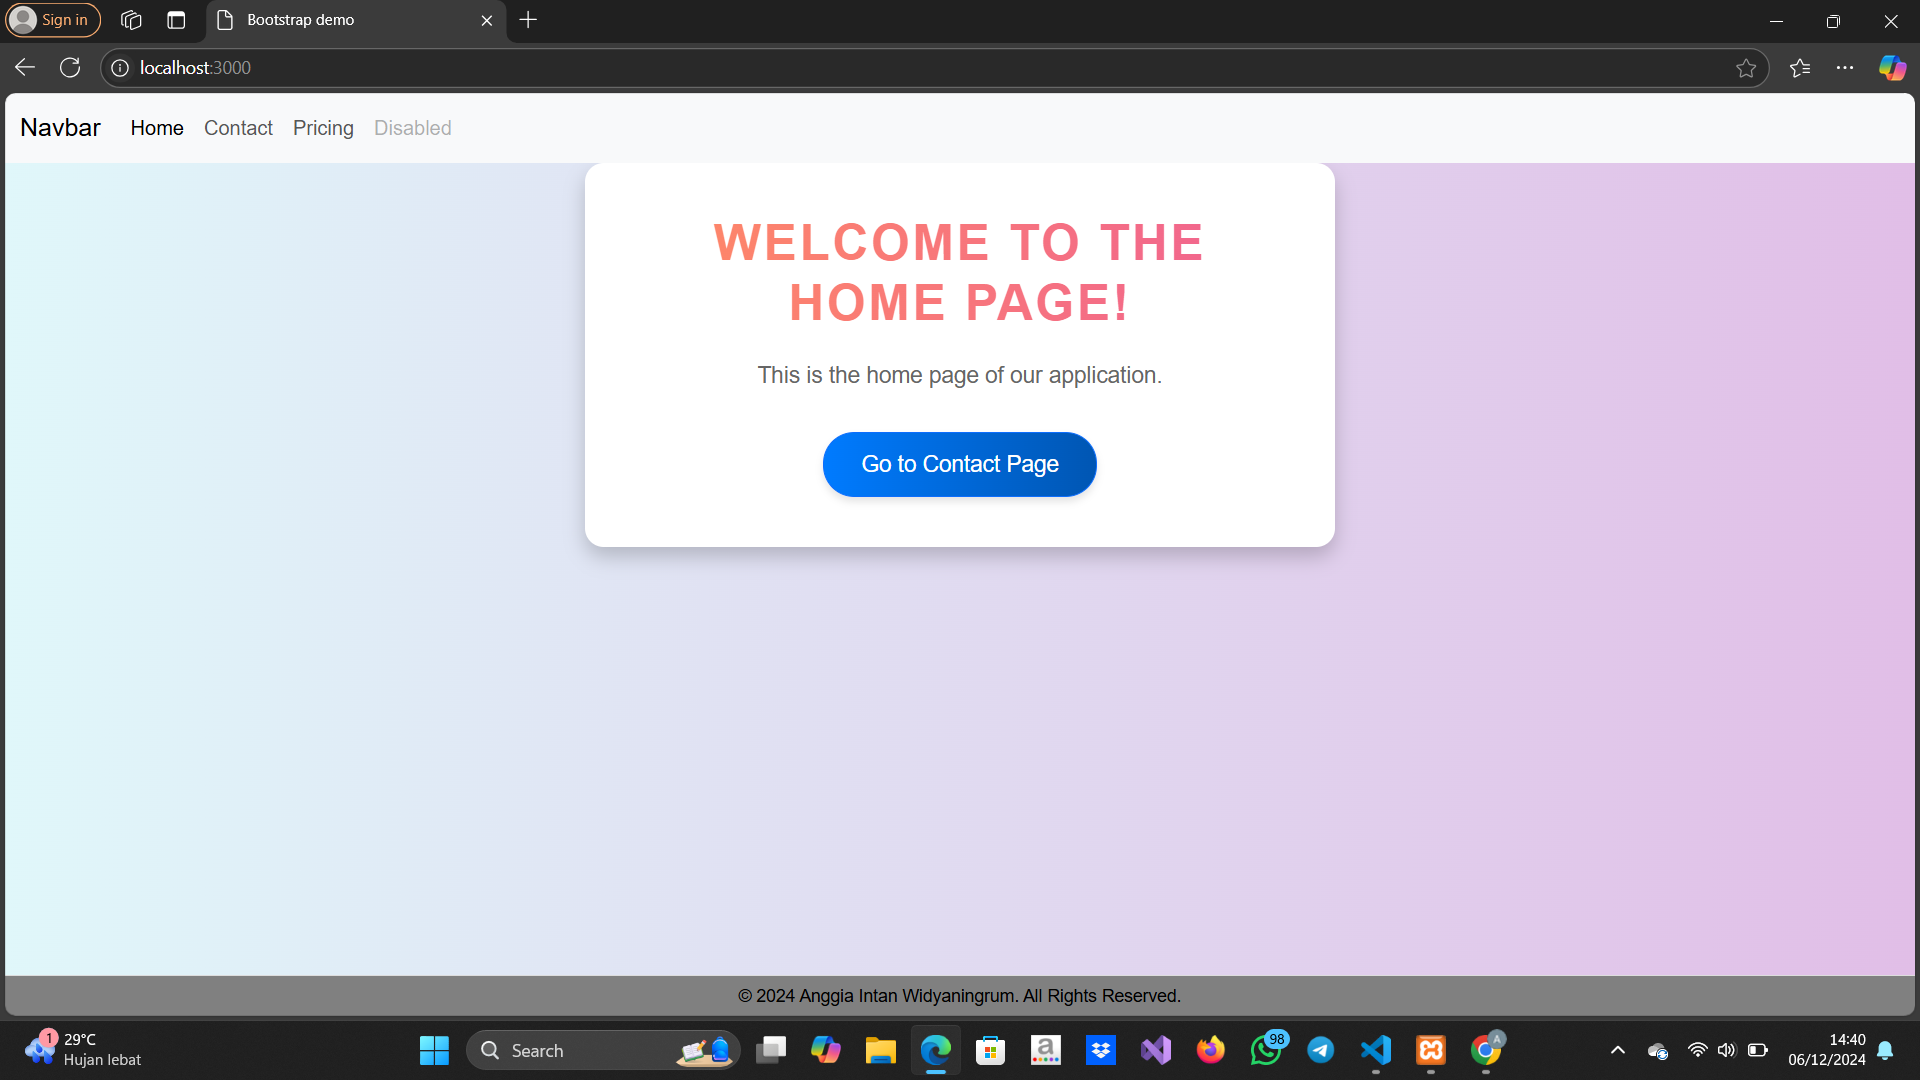 Sign in
Bootstrap demo
localhost:3000
Navbar Home Contact Pricing Disabled
WELCOME TO THE
HOME PAGE!
This is the home page of our application.
Go to Contact Page
© 2024 Anggia Intan Widyaningrum. All Rights Reserved.
1
29°C
Hujan lebat
Search
a
98
A
14:40
06/12/2024